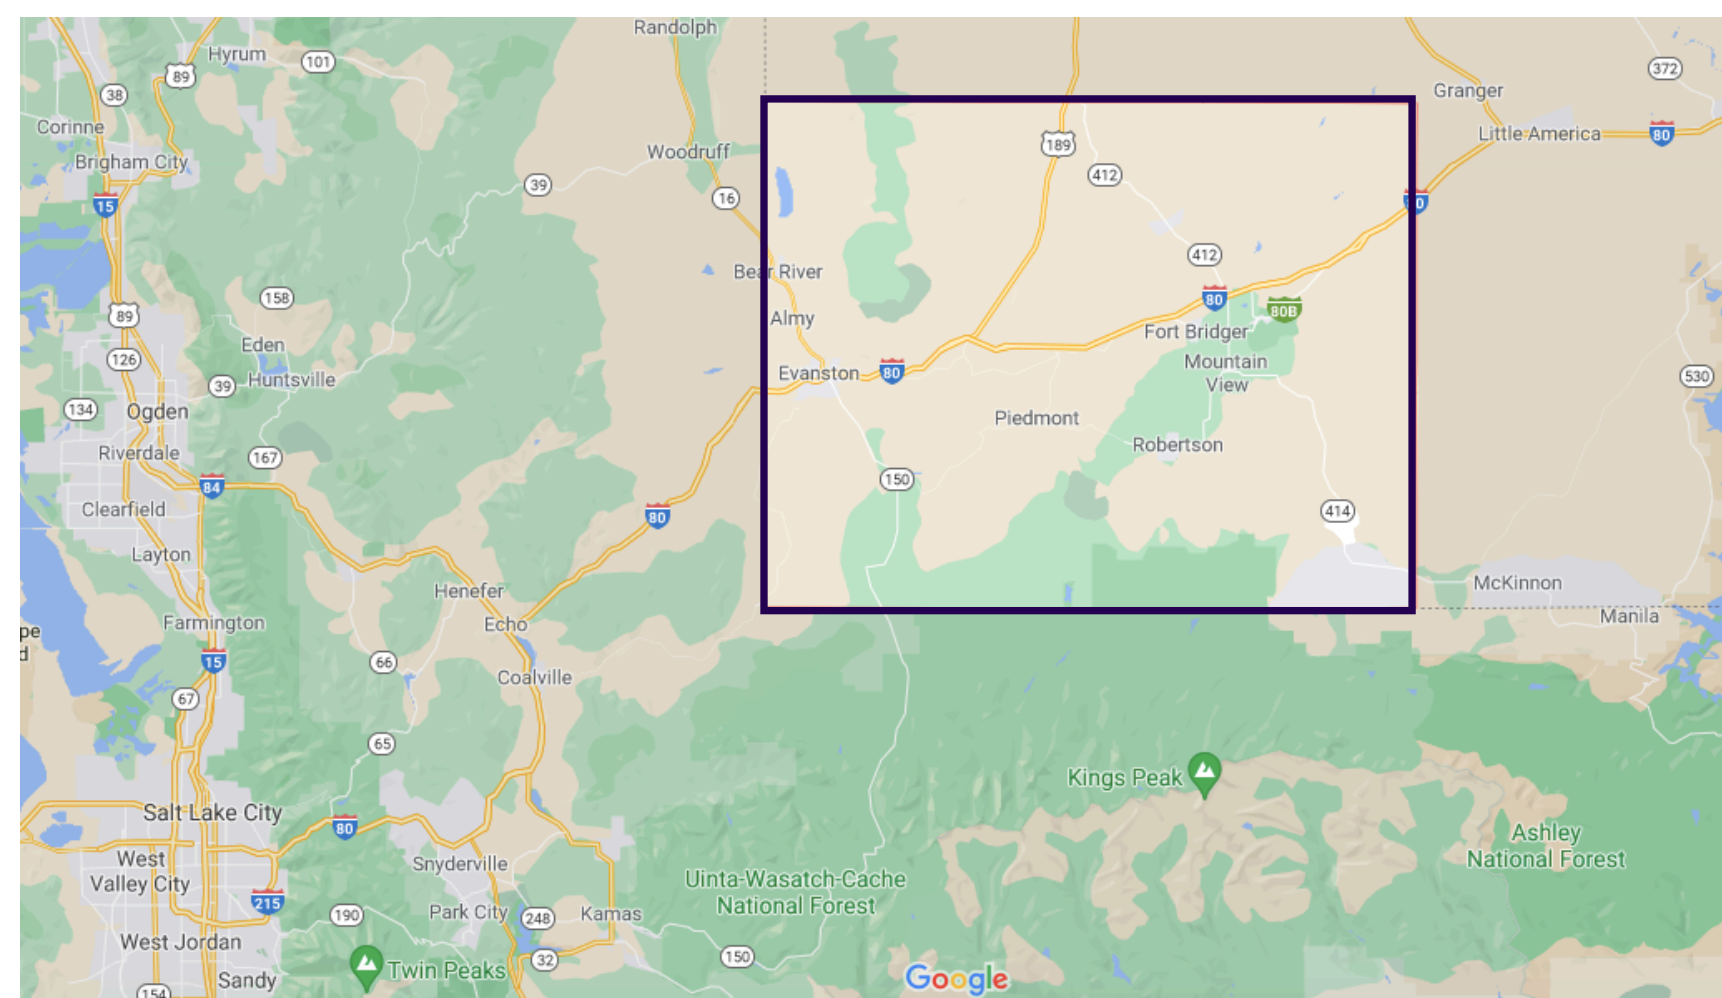 Randolph
Hyrum
101
89
372
38
Granger
Corinne
Little America
80
Brigham City
Woodruff
189
412
39
16
15
412
Bear River
158
80
89
80B
Almy
Fort Bridger
Eden
126
Mountain
View
Evanston
80
530
39
Huntsville
134
Ogden
Piedmont
Riverdale
167
Robertson
150
84
Clearfield
80
414
Layton
McKinnon
Henefer
Manila
Farmington
Echo
pe
d
15
66
Coalville
67
65
Kings Peak
Salt Lake City
80
Ashley
National Forest
West
Valley City
Snyderville
Uinta-Wasatch-Cache
National Forest
215
190
Park City
248
Kamas
West Jordan
150
32
Twin Peaks
Sandy
Google
154